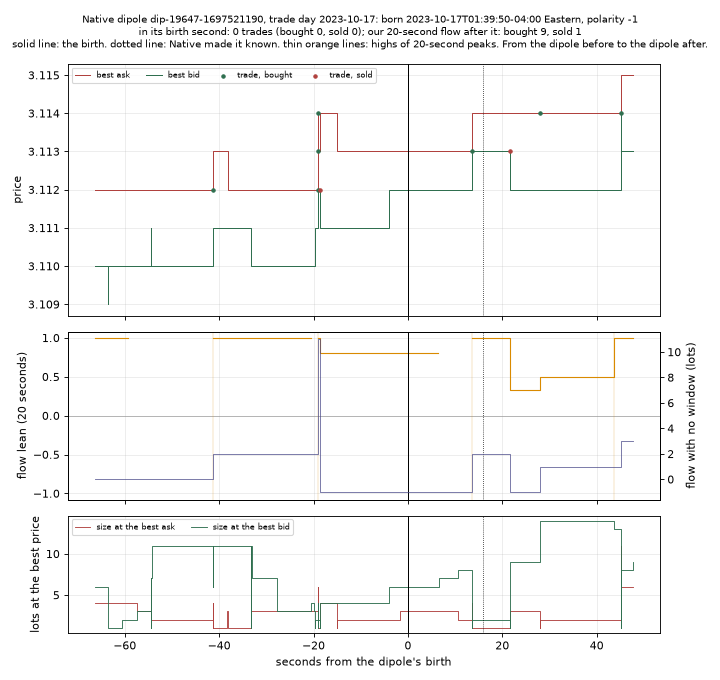 Native dipole dip-19647-1697521190, trade day 2023-10-17: born 2023-10-17T01:39:50-04:00 Eastern, polarity -1
in its birth second: 0 trades (bought 0, sold 0); our 20-second flow after it: bought 9, sold 1
solid line: the birth. dotted line: Native made it known. thin orange lines: highs of 20-second peaks. From the dipole before to the dipole after.
best ask best bid trade, bought trade, sold
price
3.115
3.114
3.113
3.112
3.111
3.110
3.109
flow lean (20 seconds)
1.0
0.5
0.0
−0.5
−1.0
10
8
6
4
2
0
flow with no window (lots)
size at the best ask size at the best bid
lots at the best price
10
5
−60 −40 −20 0 20 40
seconds from the dipole's birth